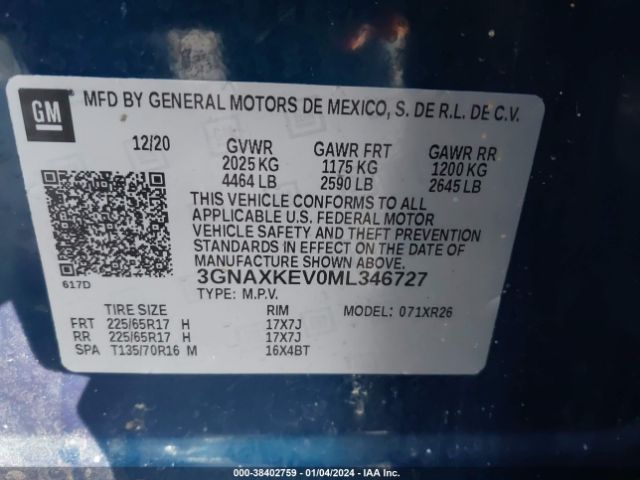 GM
MFD BY GENERAL MOTORS DE MEXICO, S. DE R.L. DE C.V.
12/20 GVWR GAWR FRT GAWR RR
2025 KG 1175 KG 1200 KG
4464 LB 2590 LB 2645 LB
THIS VEHICLE CONFORMS TO ALL
APPLICABLE U.S. FEDERAL MOTOR
VEHICLE SAFETY AND THEFT PREVENTION
STANDARDS IN EFFECT ON THE DATE OF
MANUFACTURE SHOWN ABOVE.
617D
3GNAXKEV0ML346727
TYPE: M.P.V.
TIRE SIZE RIM MODEL: 071XR26
FRT 225/65R17 H 17X7J
RR 225/65R17 H 17X7J
SPA T135/70R16 M 16X4BT
000-38402759 - 01/04/2024 - IAA Inc.